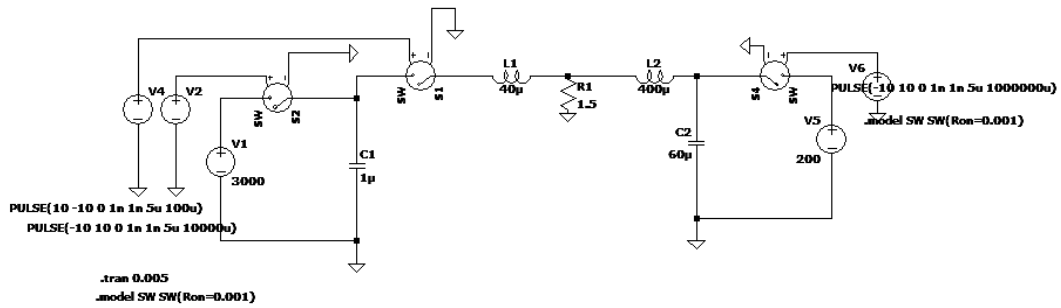 V4
V2
SW
S2
V1
3000
C1
1µ
SW
S1
L1
40µ
R1
1.5
L2
400µ
C2
60µ
S4
SW
V6
PULSE(-10 10 0 1n 1n 5u 1000000u)
.model SW SW(Ron=0.001)
V5
200
PULSE(10 -10 0 1n 1n 5u 100u)
PULSE(-10 10 0 1n 1n 5u 10000u)
.tran 0.005
.model SW SW(Ron=0.001)